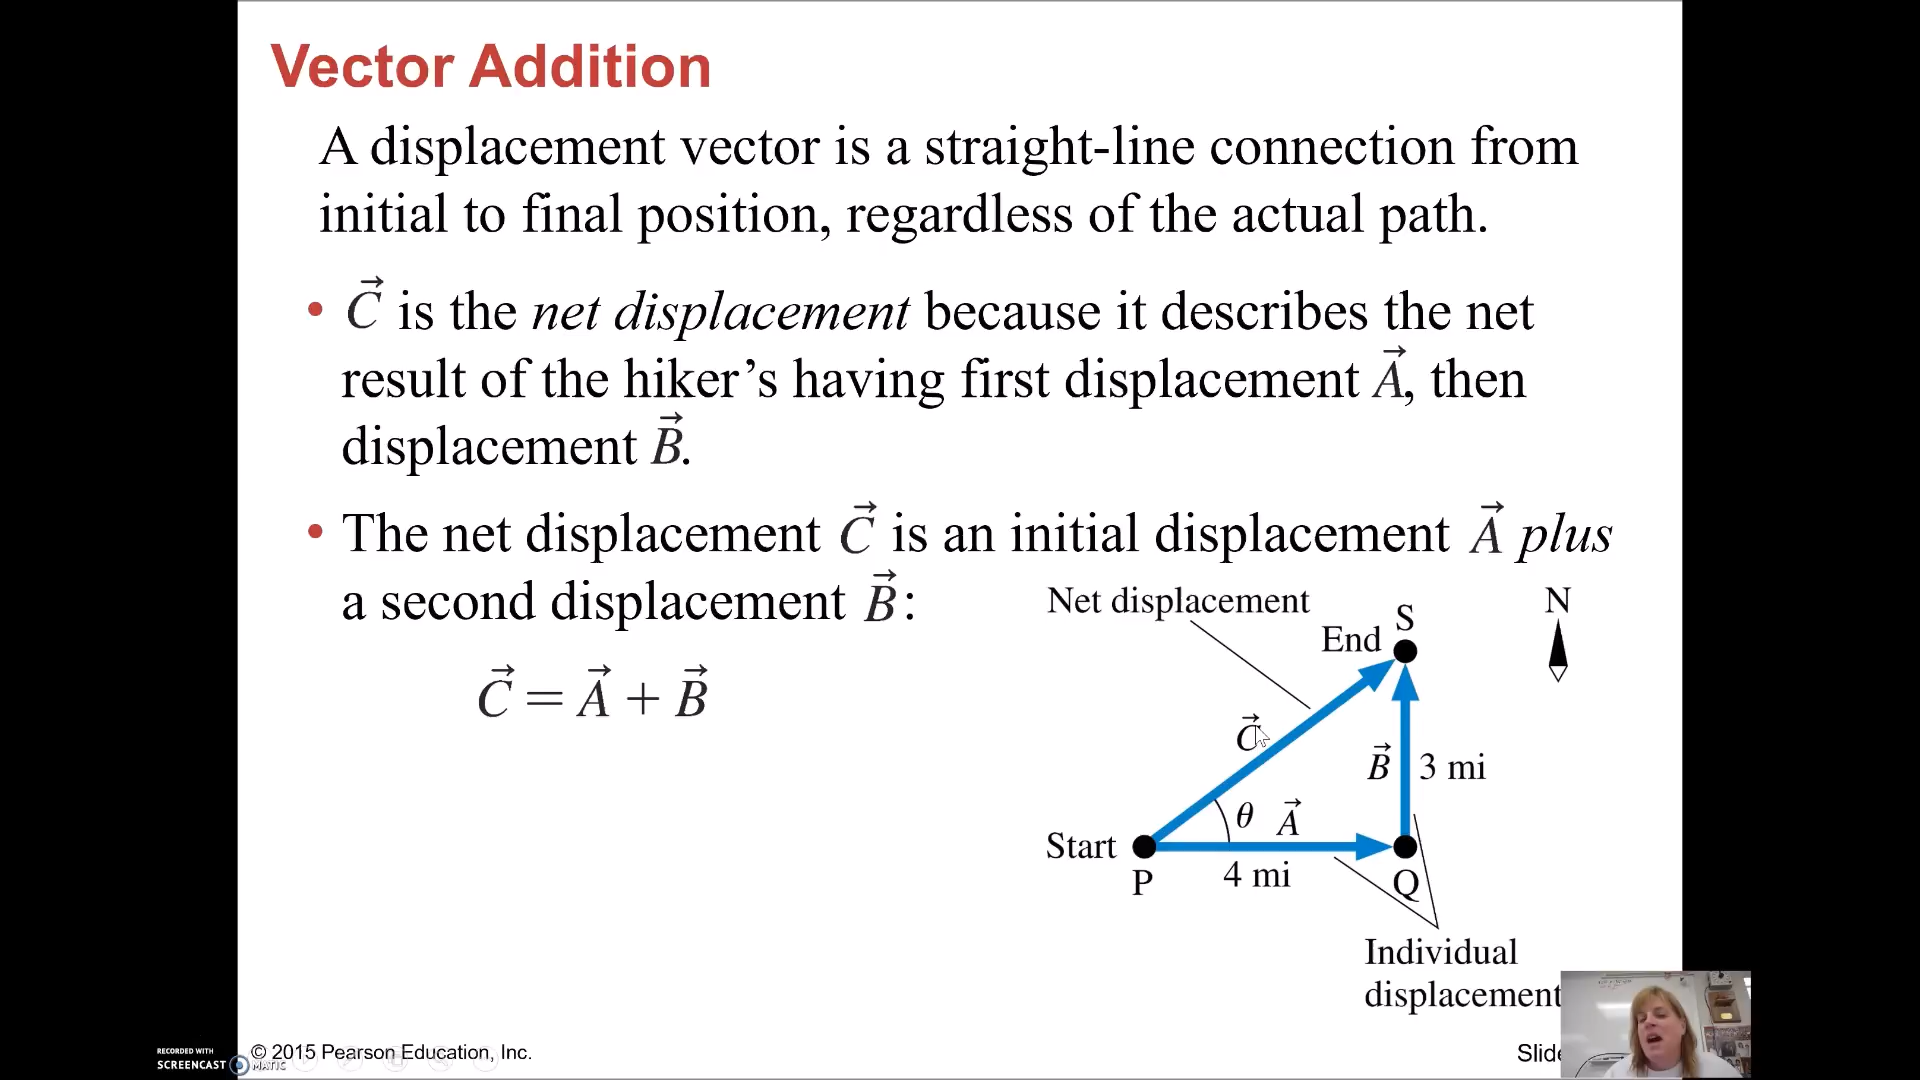 Vector Addition
A displacement vector is a straight-line connection from
initial to final position, regardless of the actual path.
• C⃗ is the net displacement because it describes the net
result of the hiker’s having first displacement A⃗, then
displacement B⃗.
• The net displacement C⃗ is an initial displacement A⃗ plus
a second displacement B⃗:
C⃗ = A⃗ + B⃗
Net displacement
S
N
End
C⃗
B⃗ 3 mi
θ A⃗
Start
4 mi
P
Q
Individual
displacement
RECORDED WITH
SCREENCAST MATIC
© 2015 Pearson Education, Inc.
Slide